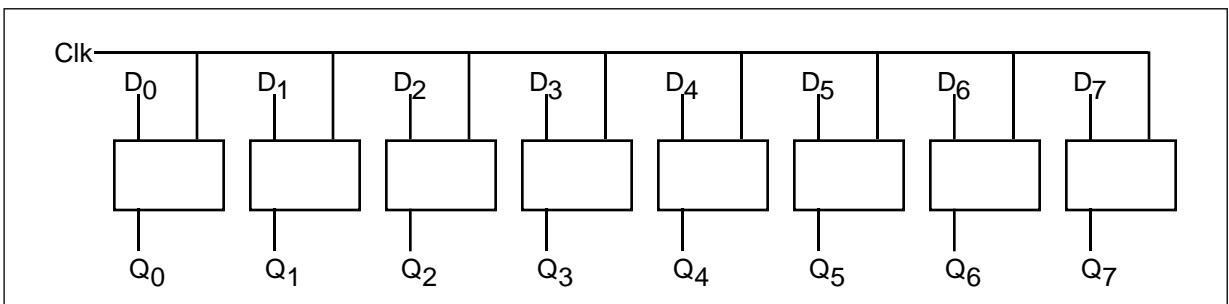 Clk
D0 D1 D2 D3 D4 D5 D6 D7
Q0 Q1 Q2 Q3 Q4 Q5 Q6 Q7